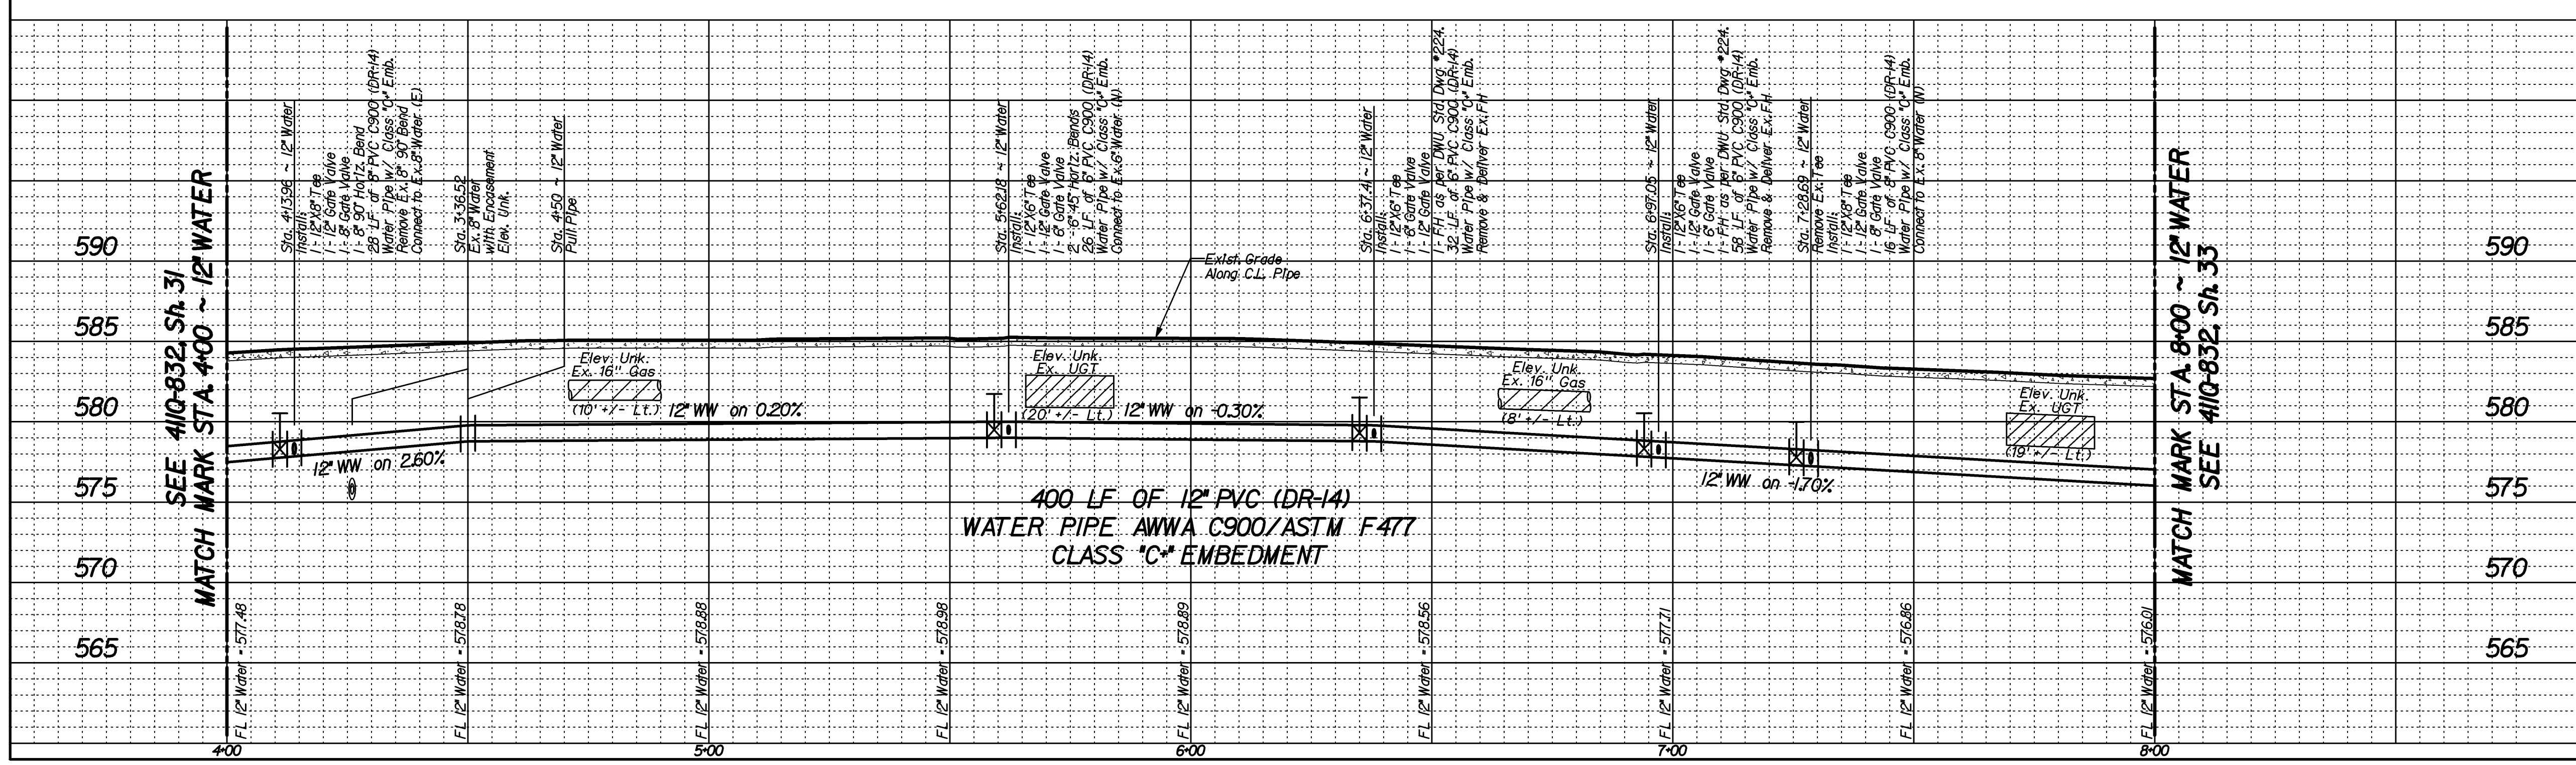 SEE 411Q-832, Sh. 31
MATCH MARK STA. 4+00 ~ 12" WATER
590
585
580
575
570
565
Sta. 4+13.96 ~ 12" Water
Install:
1- 12"X8" Tee
1- 12" Gate Valve
1- 8" Gate Valve
1- 8" 90° Horiz. Bend
28 LF of 8" PVC C900 (DR-14)
Water Pipe w/ Class "C+" Emb.
Remove Ex. 8" 90° Bend
Connect to Ex. 8" Water (E)
Sta. 3+36.52
Ex. 8" Water
with Encasement
Elev. Unk.
Sta. 4+50 ~ 12" Water
Pull Pipe
Sta. 5+62.18 ~ 12" Water
Install:
1- 12"X6" Tee
1- 12" Gate Valve
1- 6" Gate Valve
2 - 6" 45° Horiz. Bends
26 LF of 6" PVC C900 (DR-14)
Water Pipe w/ Class "C+" Emb.
Connect to Ex. 6" Water (N)
Exist. Grade
Along C.L. Pipe
Sta. 6+37.41 ~ 12" Water
Install:
1- 12"X6" Tee
1- 6" Gate Valve
1- 12" Gate Valve
1- FH as per DWU Std. Dwg #224.
32 LF of 6" PVC C900 (DR-14)
Water Pipe w/ Class "C+" Emb.
Remove & Deliver Ex. FH
Sta. 6+97.05 ~ 12" Water
Install:
1- 12"X6" Tee
1- 12" Gate Valve
1- 6" Gate Valve
1- FH as per DWU Std. Dwg #224.
58 LF of 6" PVC C900 (DR-14)
Water Pipe w/ Class "C+" Emb.
Remove & Deliver Ex. F.H.
Sta. 7+28.69 ~ 12" Water
Remove Ex. Tee
Install:
1- 12"X8" Tee
1- 12" Gate Valve
1- 8" Gate Valve
16 LF of 8" PVC C900 (DR-14)
Water Pipe w/ Class "C+" Emb.
Connect to Ex. 8" Water (N)
Elev. Unk.
Ex. 16" Gas
(10' +/- Lt.)
12" WW on 0.20%
Elev. Unk.
Ex. UGT
(20' +/- Lt.)
12" WW on -0.30%
Elev. Unk.
Ex. 16" Gas
(8' +/- Lt.)
Elev. Unk.
Ex. UGT
(19' +/- Lt.)
12" WW on 2.60%
12" WW on -1.70%
400 LF OF 12" PVC (DR-14)
WATER PIPE AWWA C900/ASTM F477
CLASS "C+" EMBEDMENT
FL 12" Water = 577.48
FL 12" Water = 578.78
FL 12" Water = 578.88
FL 12" Water = 578.98
FL 12" Water = 578.89
FL 12" Water = 578.56
FL 12" Water = 577.71
FL 12" Water = 576.86
FL 12" Water = 576.01
4+00
5+00
6+00
7+00
8+00
MATCH MARK STA. 8+00 ~ 12" WATER
SEE 411Q-832, Sh. 33
590
585
580
575
570
565